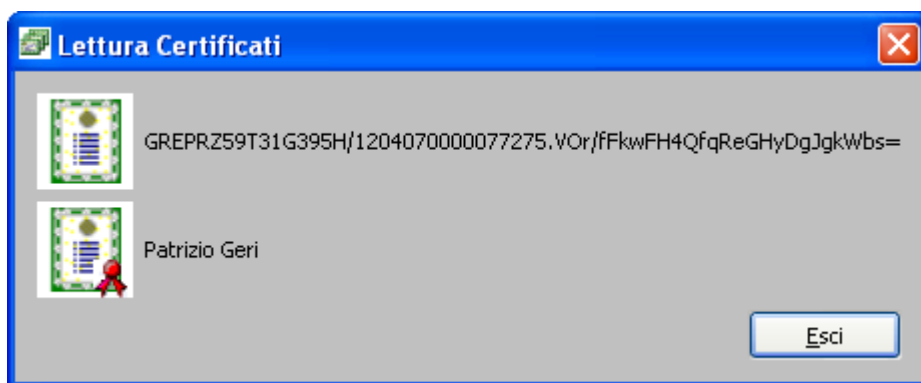 Lettura Certificati
GREPRZ59T31G395H/1204070000077275.VOr/fFkwFH4QfqReGHyDgJgkWbs=
Patrizio Geri
Esci